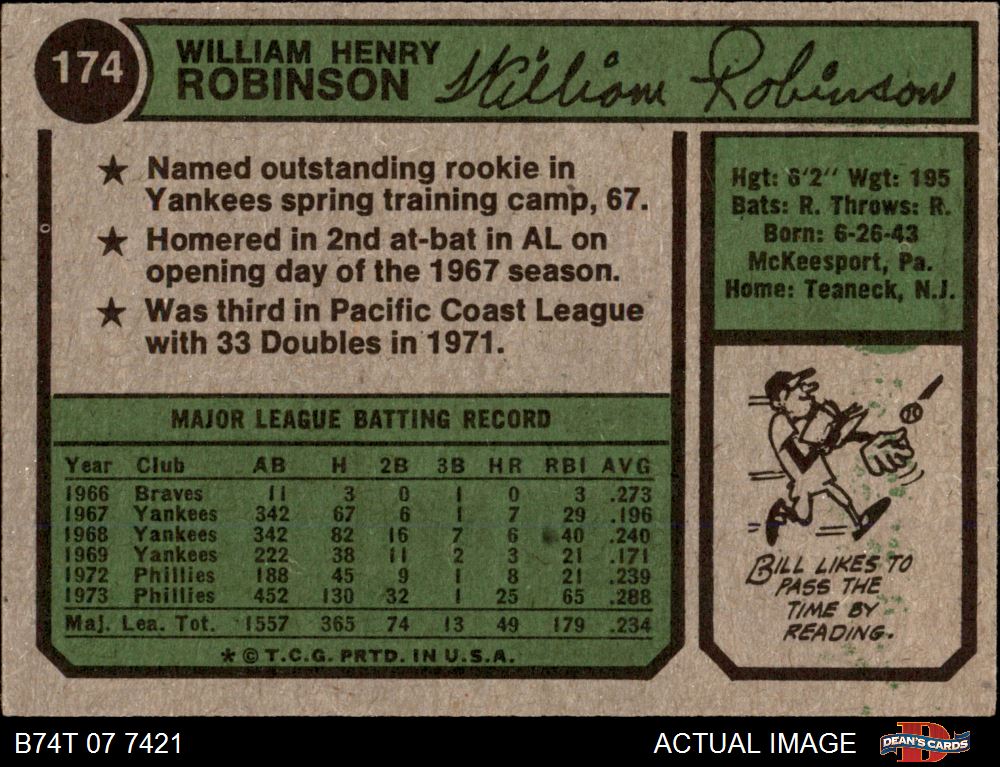 174
WILLIAM HENRY
ROBINSON
William Robinson
★ Named outstanding rookie in
Yankees spring training camp, 67.
★ Homered in 2nd at-bat in AL on
opening day of the 1967 season.
★ Was third in Pacific Coast League
with 33 Doubles in 1971.
Hgt: 6'2'' Wgt: 195
Bats: R. Throws: R.
Born: 6-26-43
McKeesport, Pa.
Home: Teaneck, N.J.
MAJOR LEAGUE BATTING RECORD
Year Club AB H 2B 3B HR RBI AVG
1966 Braves 11 3 0 1 0 3 .273
1967 Yankees 342 67 6 1 7 29 .196
1968 Yankees 342 82 16 7 6 40 .240
1969 Yankees 222 38 11 2 3 21 .171
1972 Phillies 188 45 9 1 8 21 .239
1973 Phillies 452 130 32 1 25 65 .288
Maj. Lea. Tot. 1557 365 74 13 49 179 .234
* © T.C.G. PRTD. IN U.S.A.
BILL LIKES TO
PASS THE
TIME BY
READING.
B74T 07 7421
ACTUAL IMAGE
DEAN'S CARDS